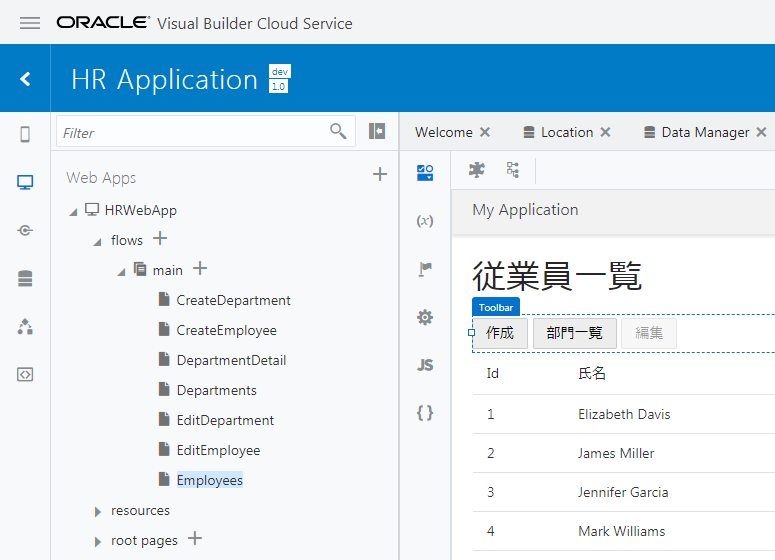 ORACLE® Visual Builder Cloud Service
HR Application dev 1.0
Filter
Welcome
Location
Data Manager
Web Apps
HRWebApp
flows
main
CreateDepartment
CreateEmployee
DepartmentDetail
Departments
EditDepartment
EditEmployee
Employees
resources
root pages
(x)
JS
{ }
My Application
従業員一覧
Toolbar
作成 部門一覧 編集
Id 氏名
1 Elizabeth Davis
2 James Miller
3 Jennifer Garcia
4 Mark Williams